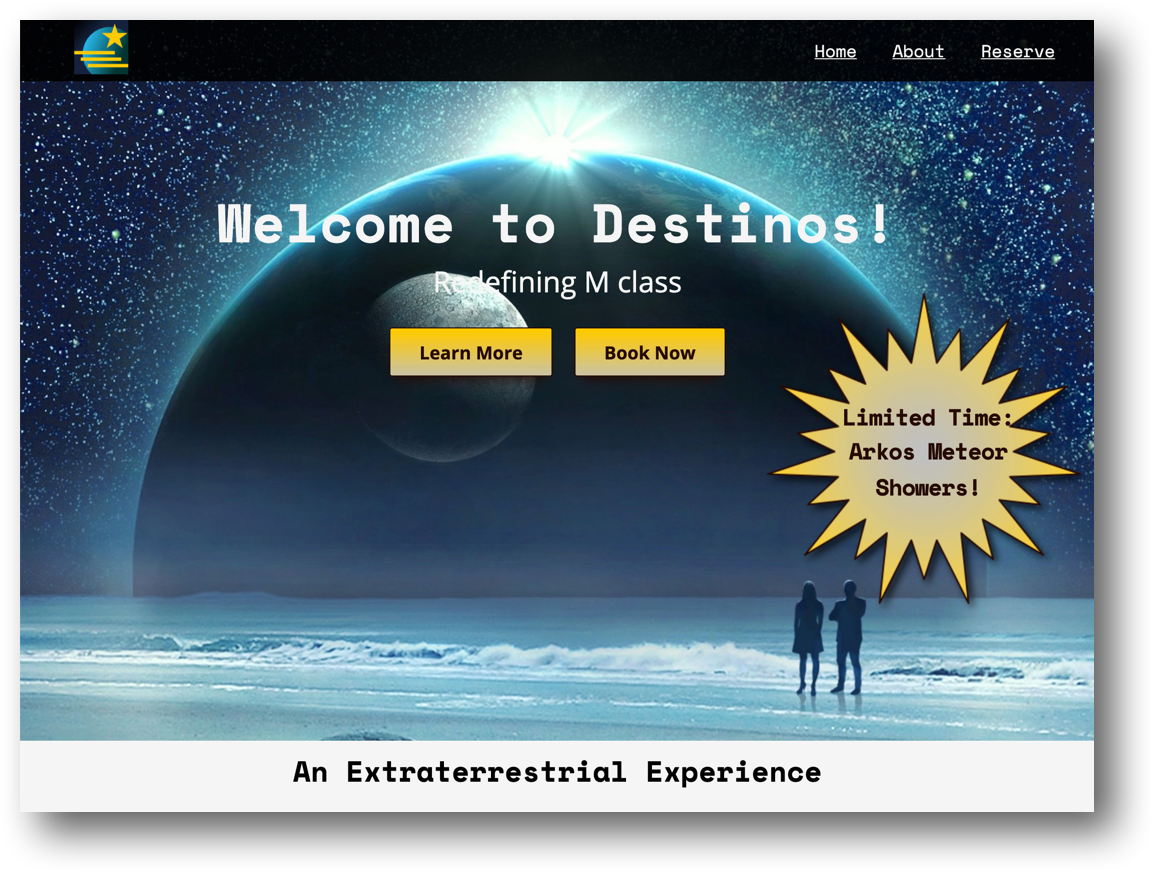 Home About Reserve
Welcome to Destinos!
Redefining M class
Learn More Book Now
Limited Time:
Arkos Meteor
Showers!
An Extraterrestrial Experience